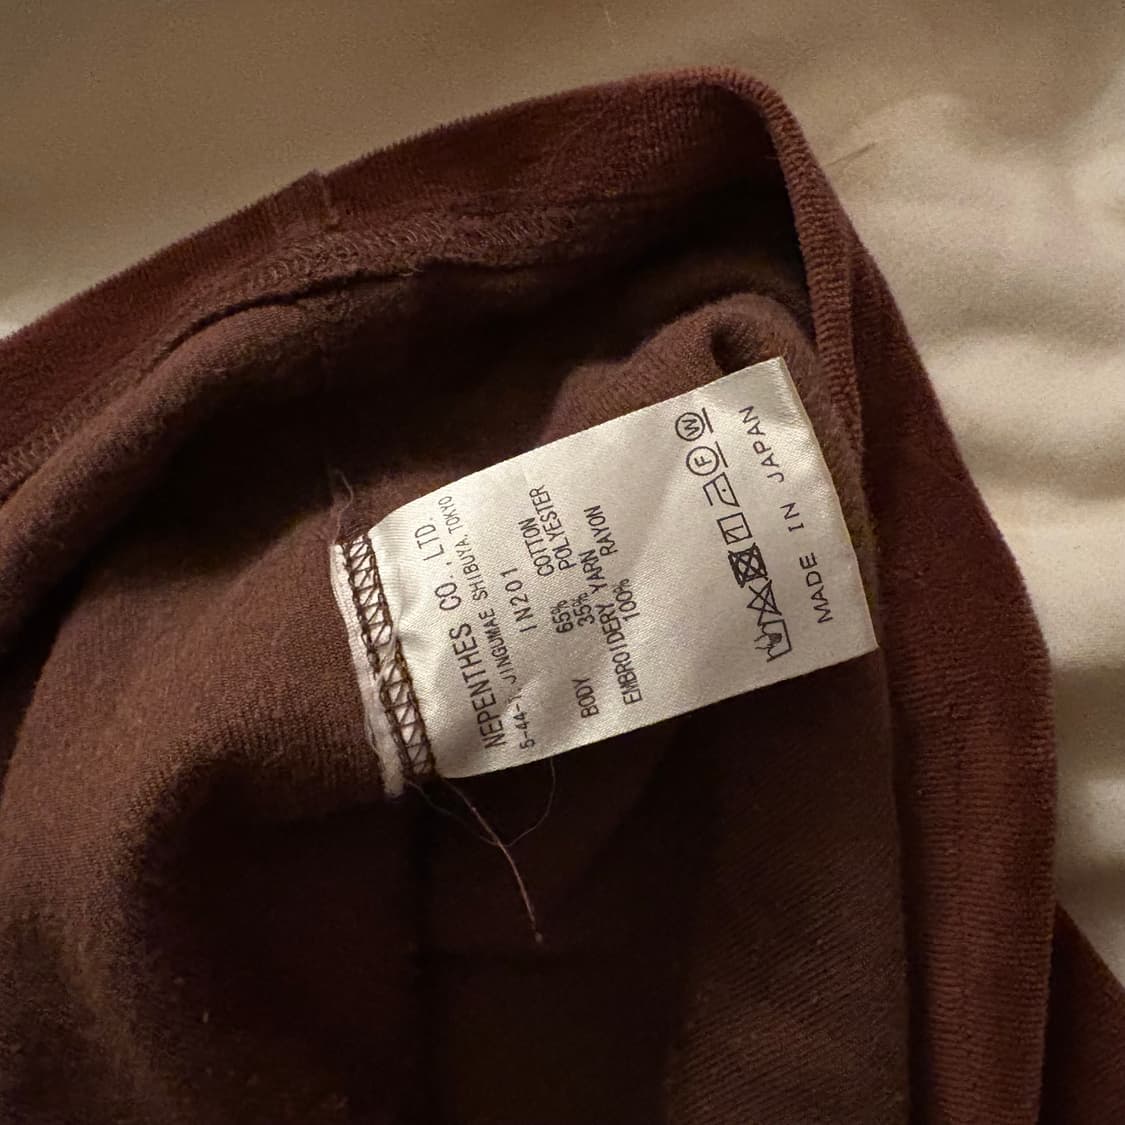 NEPENTHES CO.,LTD.
5-44-1, JINGUMAE SHIBUYA, TOKYO
IN201
65% COTTON
BODY 35% POLYESTER
EMBROIDERY YARN
100% RAYON
F W
MADE IN JAPAN